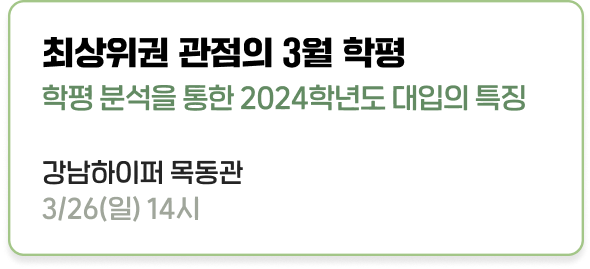 최상위권 관점의 3월 학평
학평 분석을 통한 2024학년도 대입의 특징
강남하이퍼 목동관
3/26(일) 14시